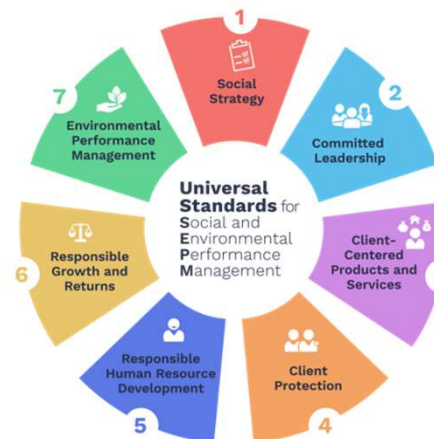 1
Social
Strategy
2
Committed
Leadership
Client-
Centered
Products and
Services
Client
Protection
4
Responsible
Human Resource
Development
5
Responsible
Growth and
Returns
6
7
Environmental
Performance
Management
Universal
Standards for
Social and
Environmental
Performance
Management